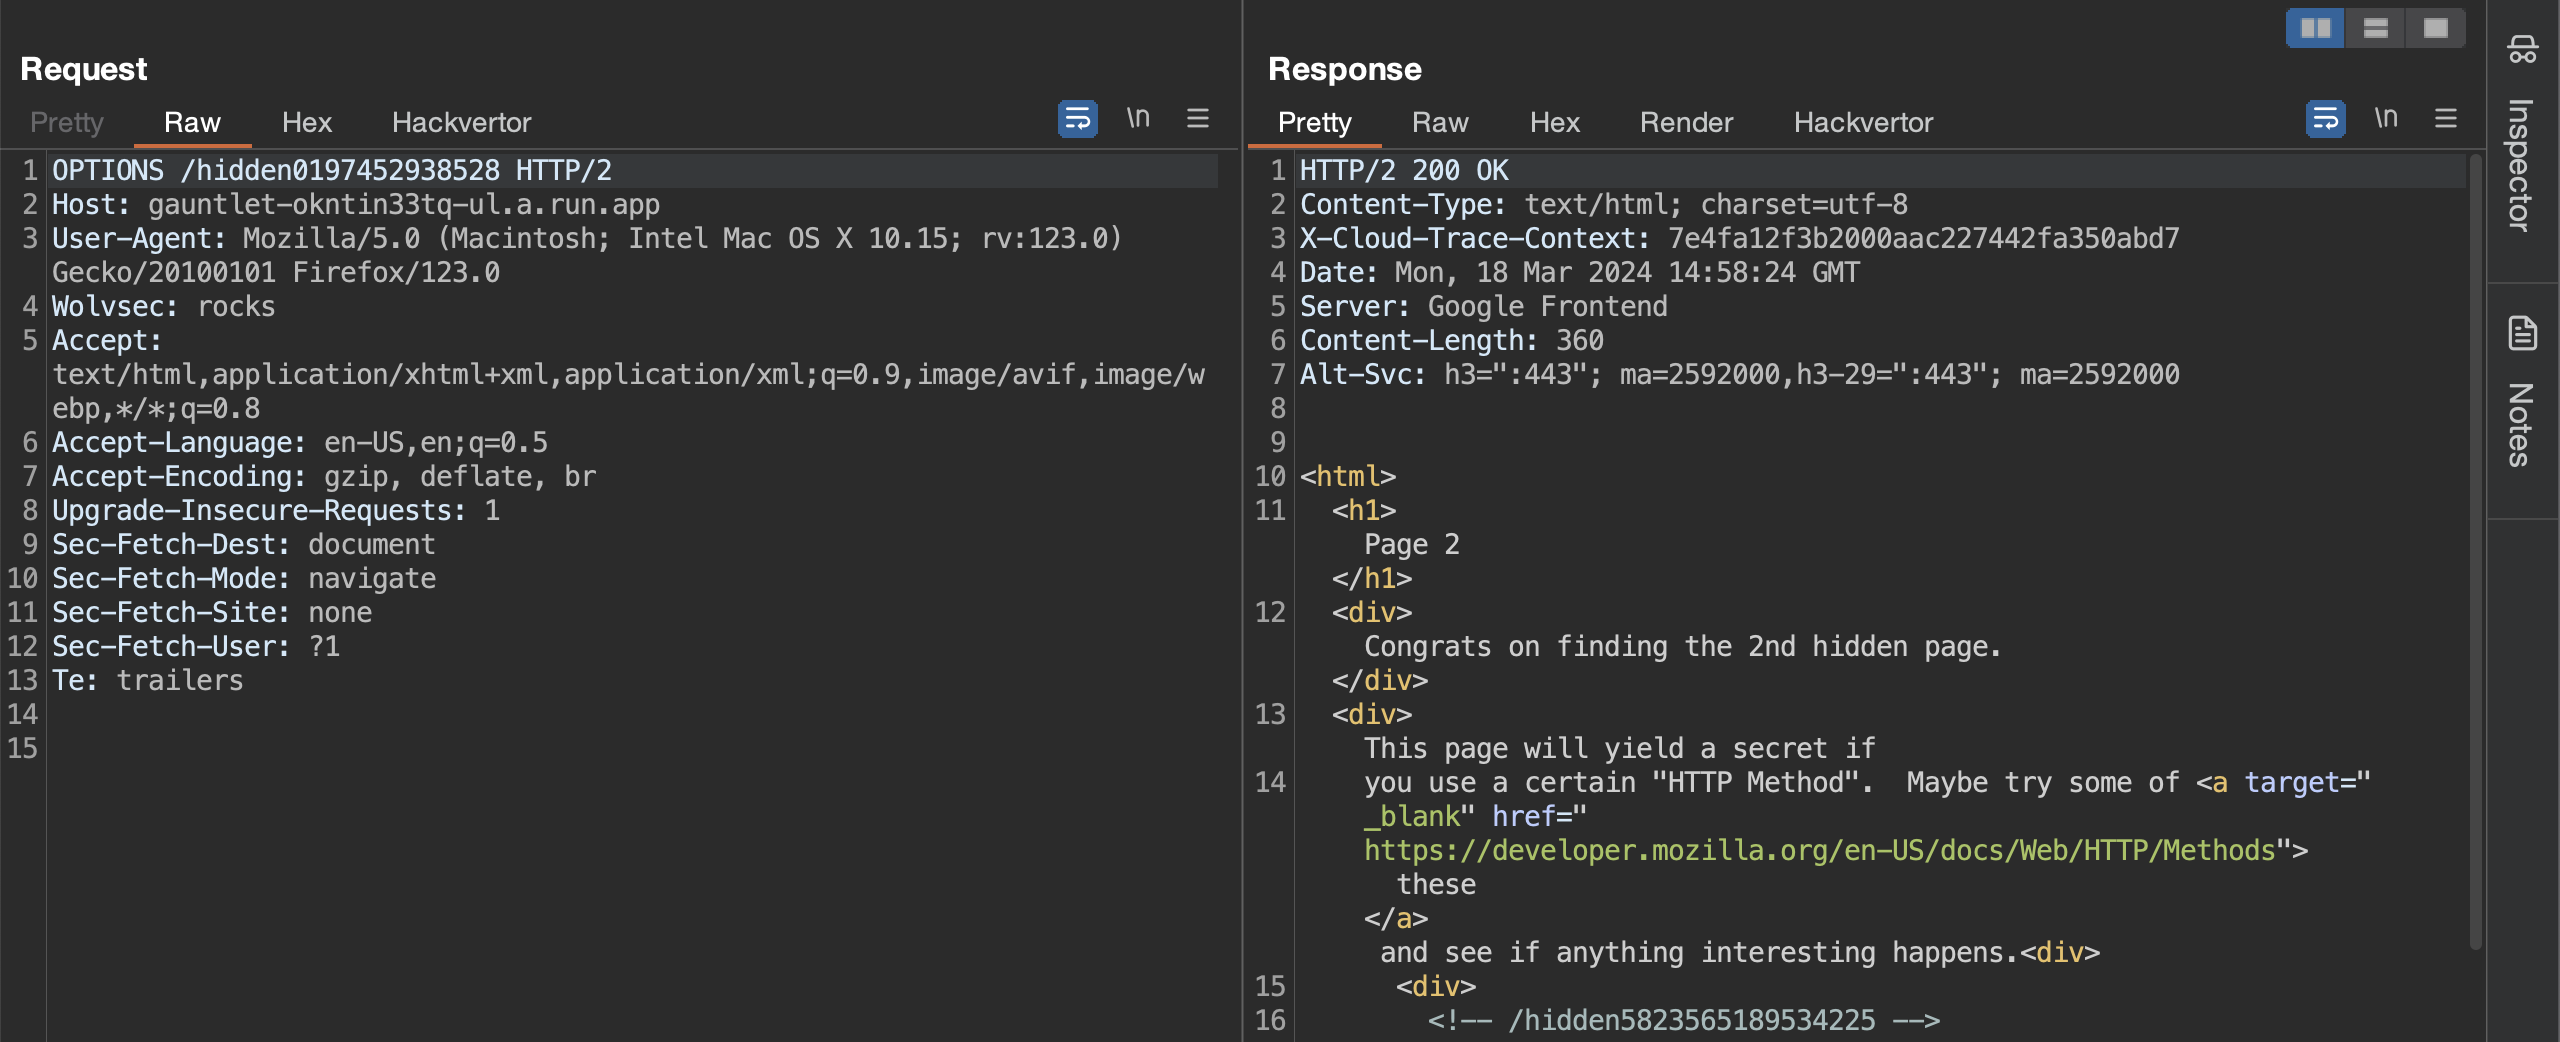 Request
Pretty Raw Hex Hackvertor \n
1 OPTIONS /hidden0197452938528 HTTP/2
2 Host: gauntlet-okntin33tq-ul.a.run.app
3 User-Agent: Mozilla/5.0 (Macintosh; Intel Mac OS X 10.15; rv:123.0)
Gecko/20100101 Firefox/123.0
4 Wolvsec: rocks
5 Accept:
text/html,application/xhtml+xml,application/xml;q=0.9,image/avif,image/w
ebp,*/*;q=0.8
6 Accept-Language: en-US,en;q=0.5
7 Accept-Encoding: gzip, deflate, br
8 Upgrade-Insecure-Requests: 1
9 Sec-Fetch-Dest: document
10 Sec-Fetch-Mode: navigate
11 Sec-Fetch-Site: none
12 Sec-Fetch-User: ?1
13 Te: trailers
14
15
Response
Pretty Raw Hex Render Hackvertor \n
1 HTTP/2 200 OK
2 Content-Type: text/html; charset=utf-8
3 X-Cloud-Trace-Context: 7e4fa12f3b2000aac227442fa350abd7
4 Date: Mon, 18 Mar 2024 14:58:24 GMT
5 Server: Google Frontend
6 Content-Length: 360
7 Alt-Svc: h3=":443"; ma=2592000,h3-29=":443"; ma=2592000
8
9
10 <html>
11 <h1>
Page 2
</h1>
12 <div>
Congrats on finding the 2nd hidden page.
</div>
13 <div>
This page will yield a secret if
14 you use a certain "HTTP Method".  Maybe try some of <a target="
_blank" href="
https://developer.mozilla.org/en-US/docs/Web/HTTP/Methods">
these
</a>
and see if anything interesting happens.<div>
15 <div>
16 <!-- /hidden5823565189534225 -->
Inspector
Notes